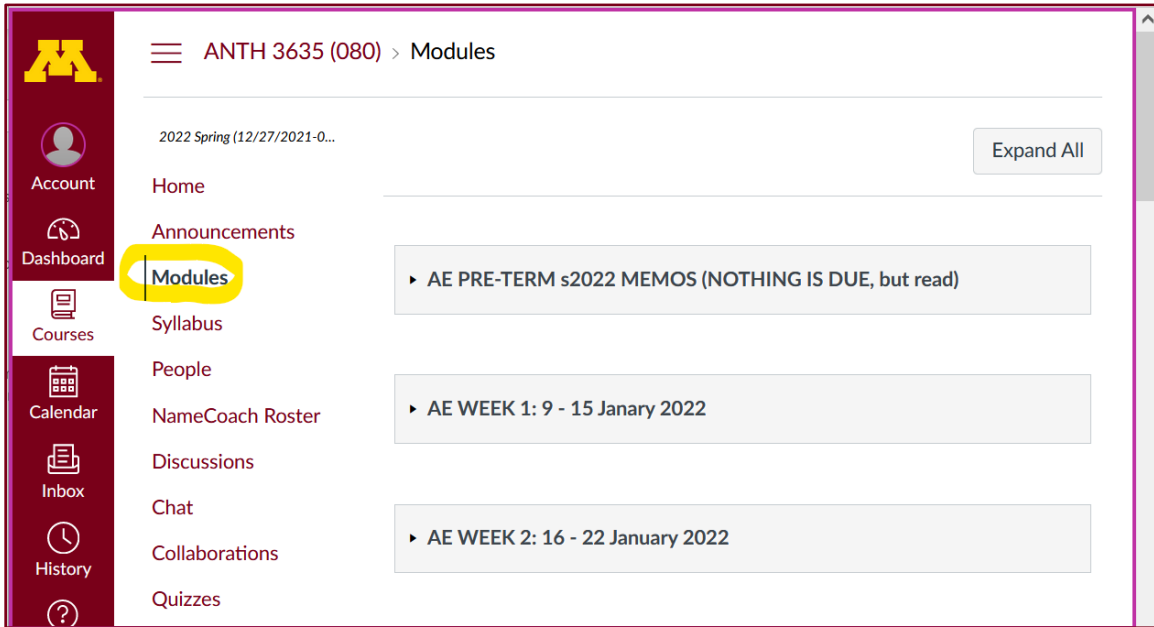 M
ANTH 3635 (080) > Modules
Account
Dashboard
Courses
Calendar
Inbox
History
2022 Spring (12/27/2021-0...
Home
Announcements
Modules
Syllabus
People
NameCoach Roster
Discussions
Chat
Collaborations
Quizzes
Expand All
AE PRE-TERM s2022 MEMOS (NOTHING IS DUE, but read)
AE WEEK 1: 9 - 15 Janary 2022
AE WEEK 2: 16 - 22 January 2022